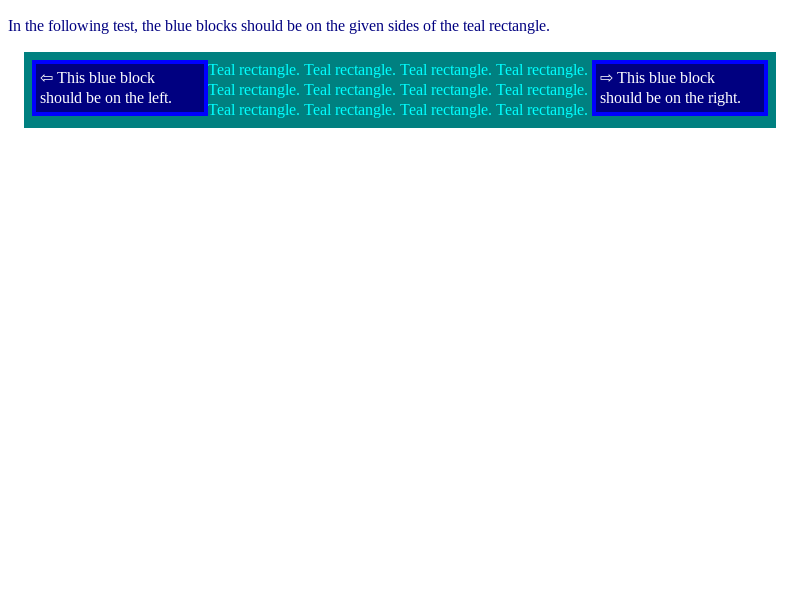 In the following test, the blue blocks should be on the given sides of the teal rectangle.
⇦ This blue block
should be on the left.
Teal rectangle. Teal rectangle. Teal rectangle. Teal rectangle.
Teal rectangle. Teal rectangle. Teal rectangle. Teal rectangle.
Teal rectangle. Teal rectangle. Teal rectangle. Teal rectangle.
⇨ This blue block
should be on the right.